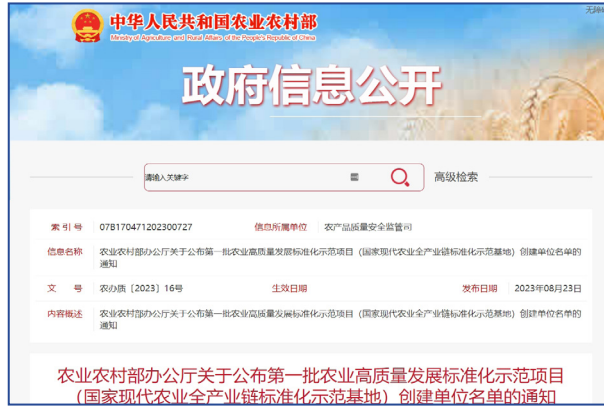 无障
中华人民共和国农业农村部
Ministry of Agriculture and Rural Affairs of the People's Republic of China
政府信息公开
请输入关键字
高级检索
索引号 07B170471202300727 信息所属单位 农产品质量安全监管司
信息名称 农业农村部办公厅关于公布第一批农业高质量发展标准化示范项目（国家现代农业全产业链标准化示范基地）创建单位名单的
通知
文号 农办质〔2023〕16号 生效日期 发布日期 2023年08月23日
内容概述 农业农村部办公厅关于公布第一批农业高质量发展标准化示范项目（国家现代农业全产业链标准化示范基地）创建单位名单的
通知
农业农村部办公厅关于公布第一批农业高质量发展标准化示范项目
（国家现代农业全产业链标准化示范基地）创建单位名单的通知